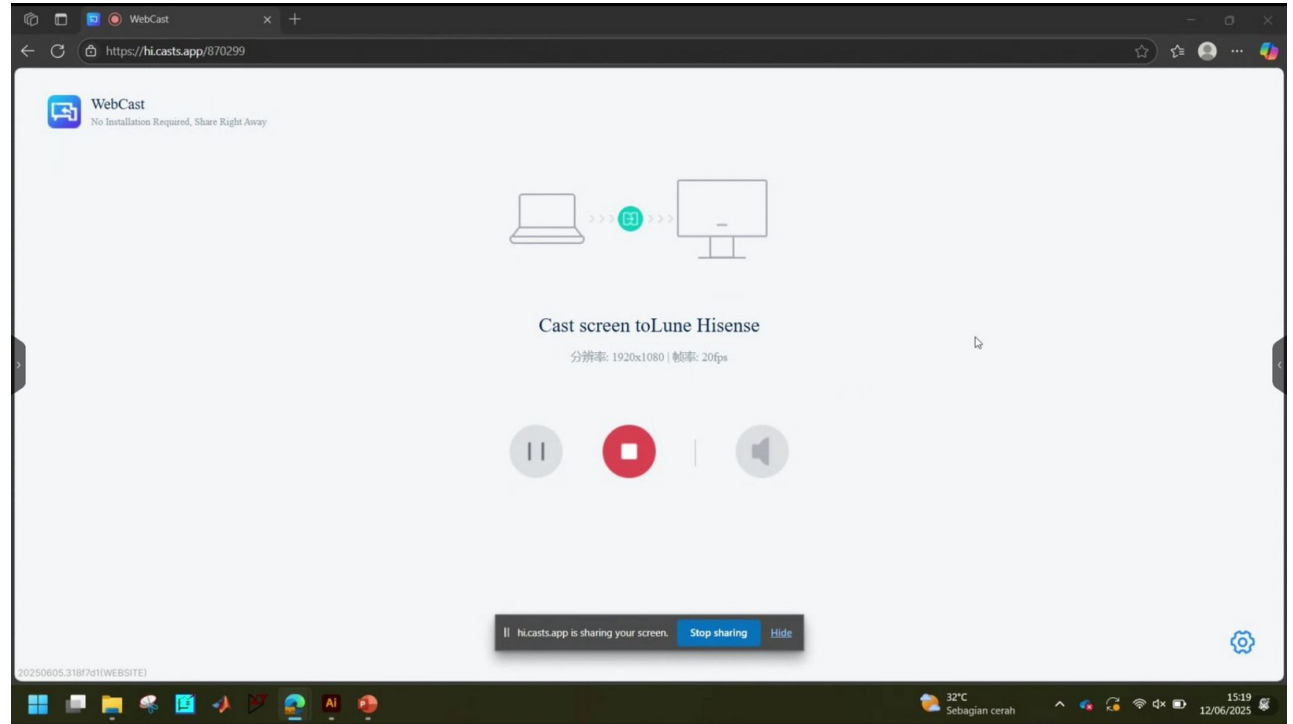 WebCast
https://hi.casts.app/870299
WebCast
No Installation Required, Share Right Away
Cast screen toLune Hisense
分辨率: 1920x1080 | 帧率: 20fps
hi.casts.app is sharing your screen. Stop sharing Hide
20250605.318f7d1(WEBSITE)
Ai
P
32°C
Sebagian cerah
15:19
12/06/2025